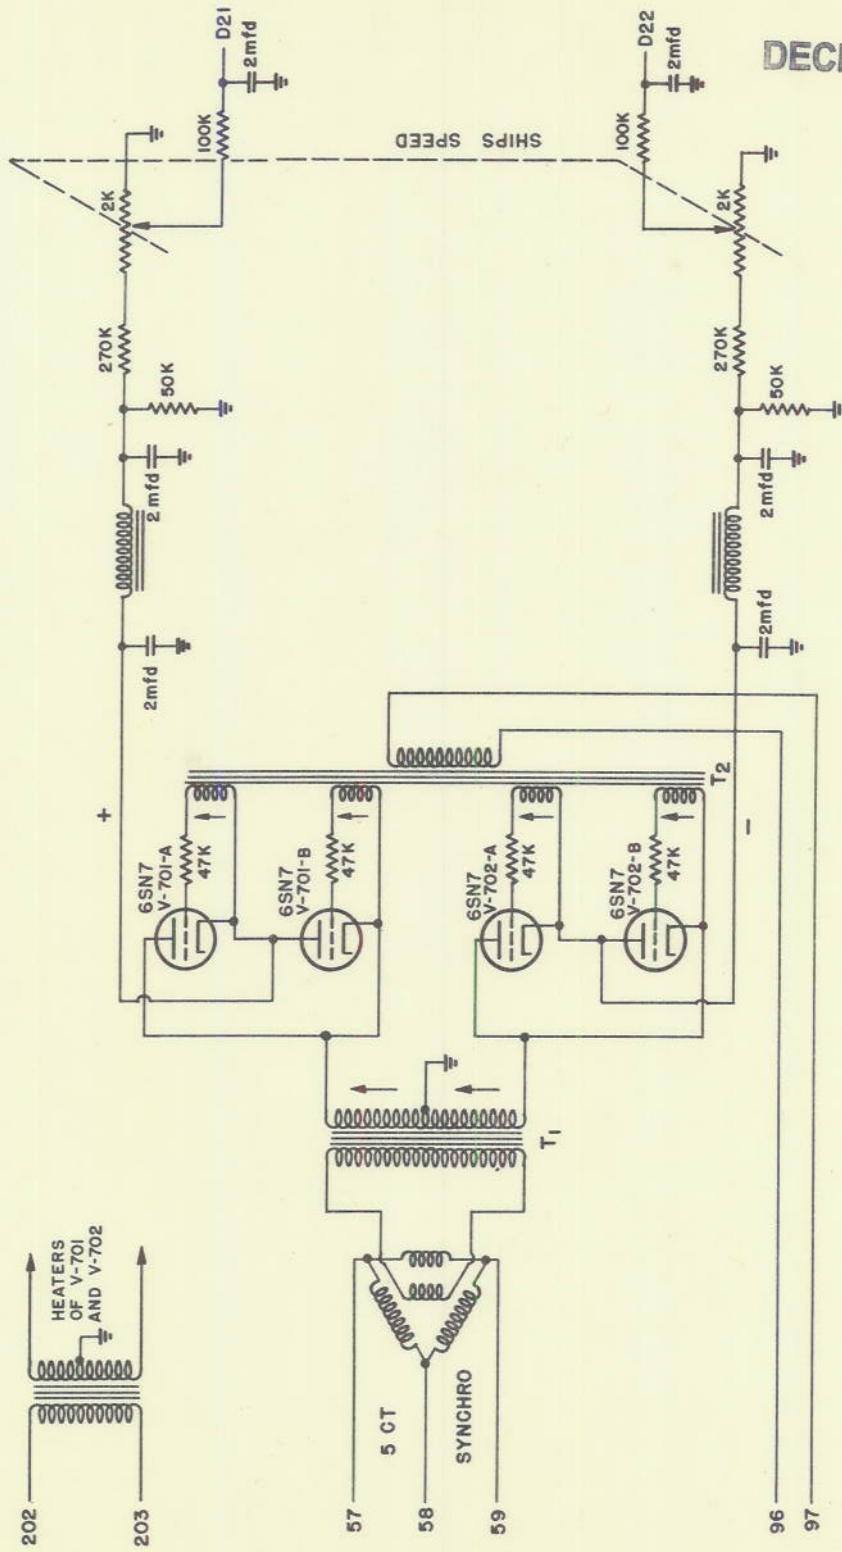 202
203
HEATERS
OF V-701
AND V-702
57
58
59
5 CT
SYNCHRO
T1
96
97
+
6SN7
V-701-A
47K
6SN7
V-701-B
47K
6SN7
V-702-A
47K
6SN7
V-702-B
47K
T2
−
2mfd
2 mfd
50K
270K
2K
100K
D21
2mfd
SHIPS SPEED
2mfd
2 mfd
50K
270K
2K
100K
D22
2mfd